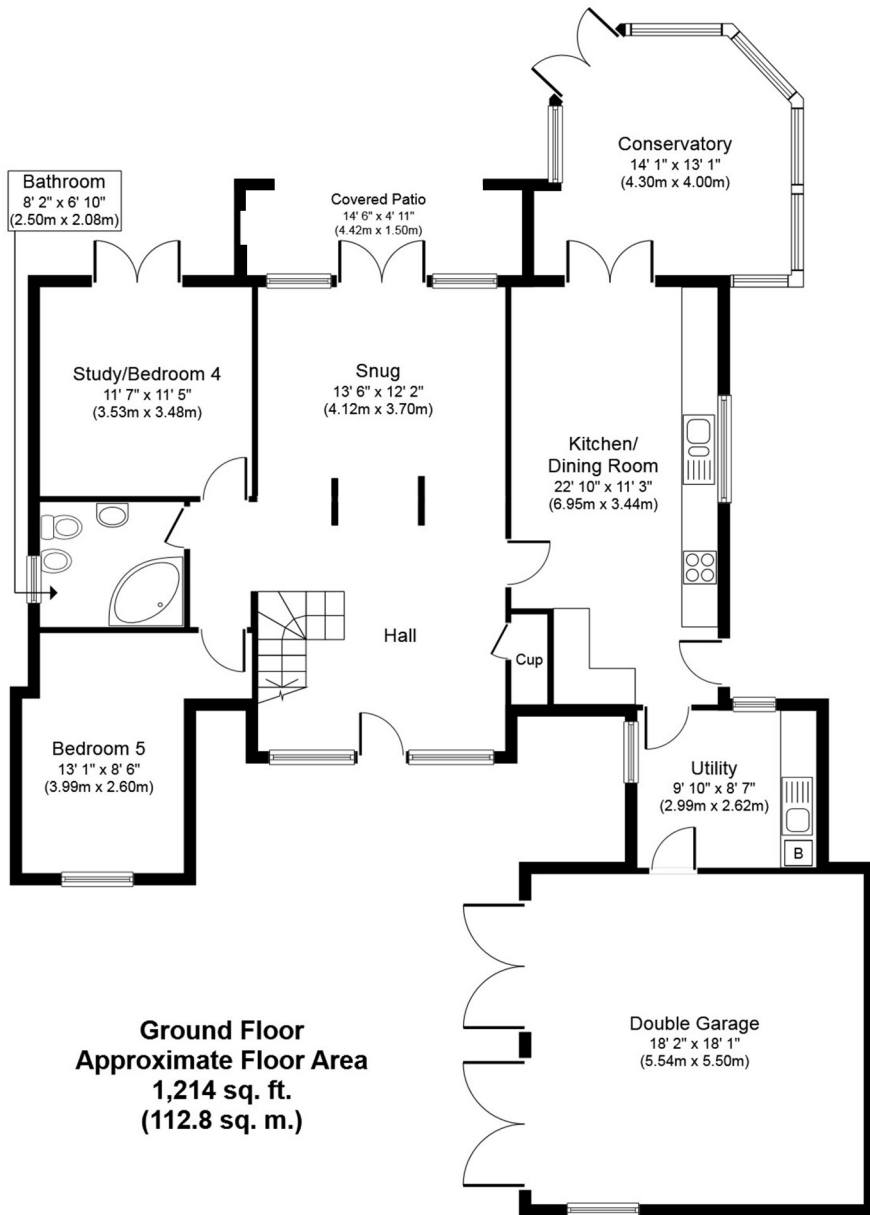 Conservatory
14' 1" x 13' 1"
(4.30m x 4.00m)
Bathroom
8' 2" x 6' 10"
(2.50m x 2.08m)
Covered Patio
14' 6" x 4' 11"
(4.42m x 1.50m)
Study/Bedroom 4
11' 7" x 11' 5"
(3.53m x 3.48m)
Snug
13' 6" x 12' 2"
(4.12m x 3.70m)
Kitchen/
Dining Room
22' 10" x 11' 3"
(6.95m x 3.44m)
Hall
Cup
Bedroom 5
13' 1" x 8' 6"
(3.99m x 2.60m)
Utility
9' 10" x 8' 7"
(2.99m x 2.62m)
B
Double Garage
18' 2" x 18' 1"
(5.54m x 5.50m)
Ground Floor
Approximate Floor Area
1,214 sq. ft.
(112.8 sq. m.)